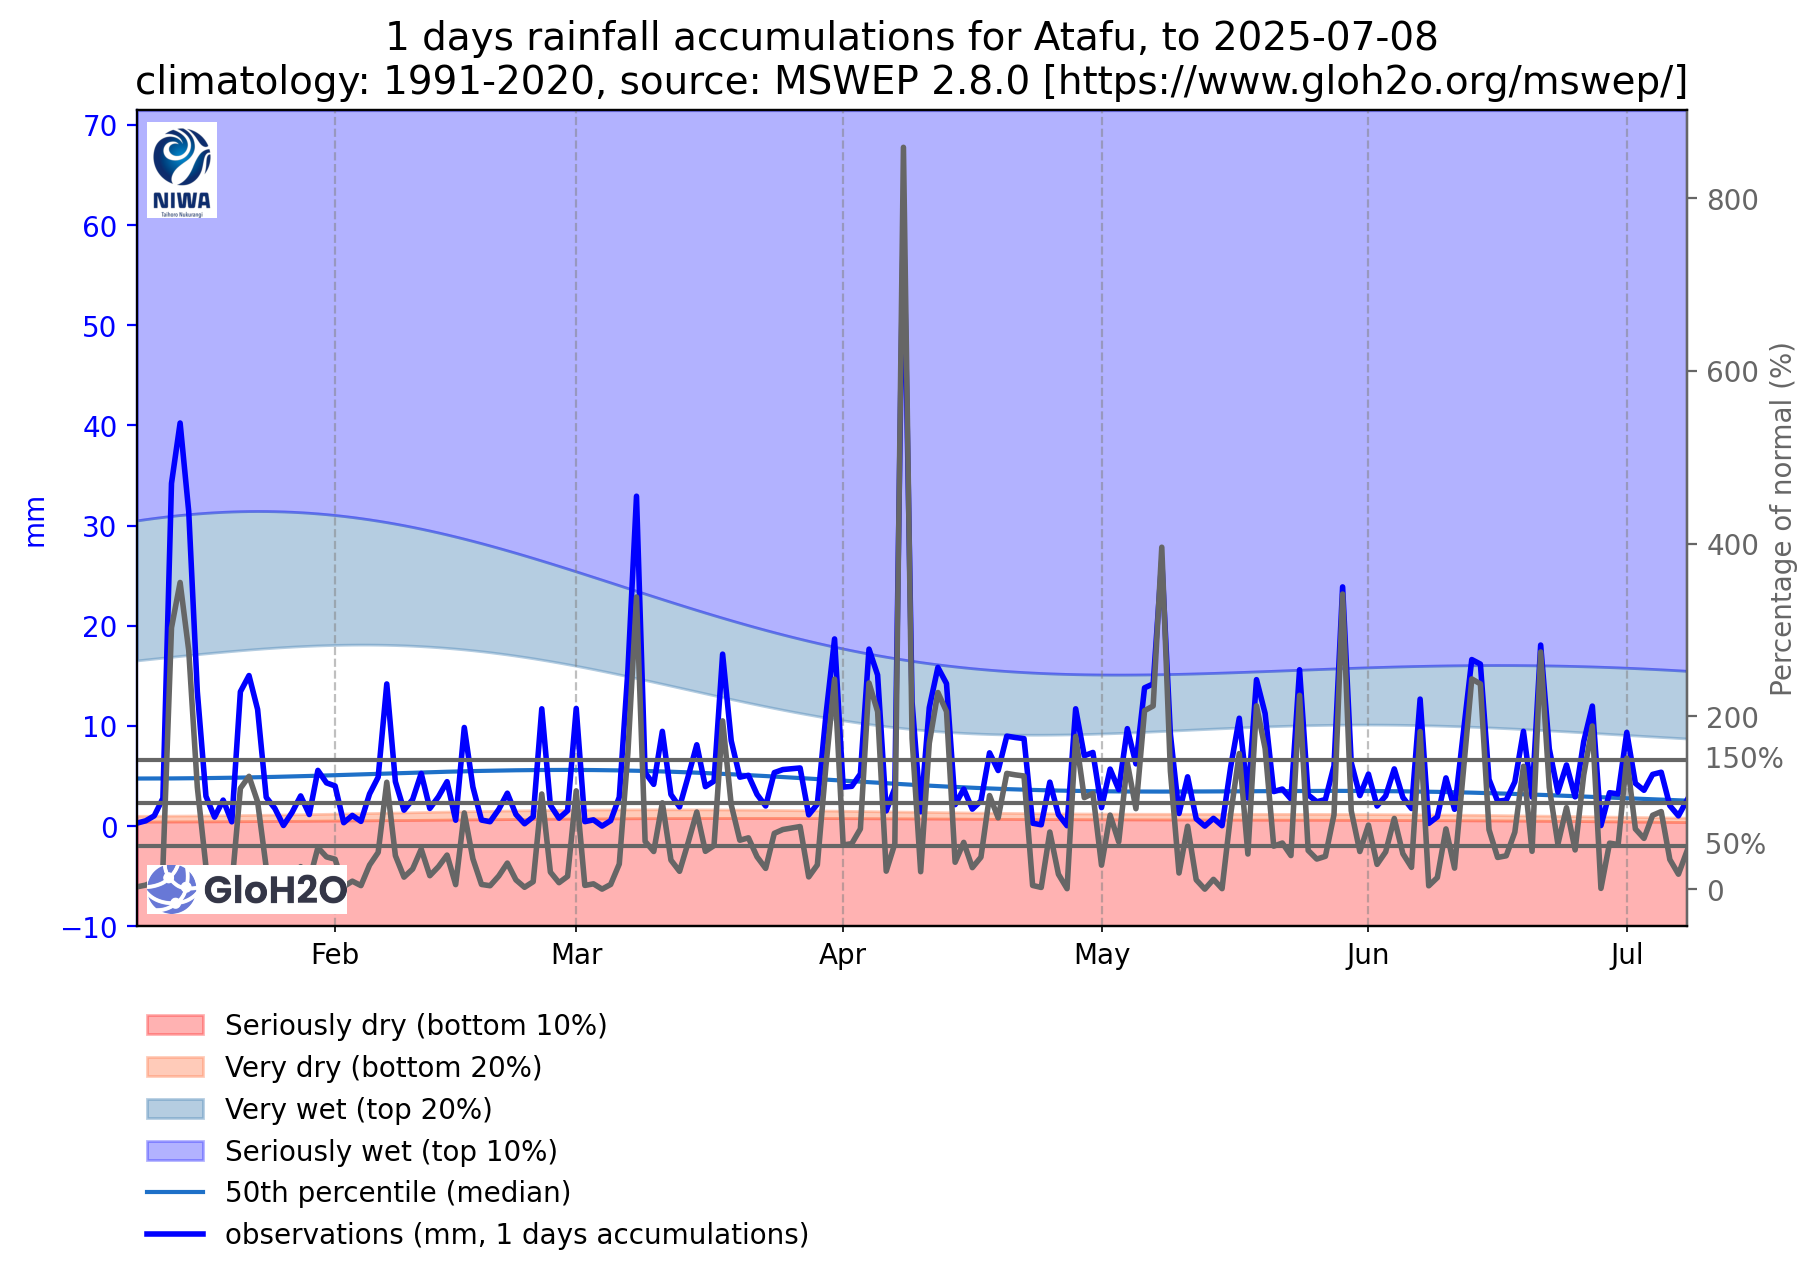 1 days rainfall accumulations for Atafu, to 2025-07-08
climatology: 1991-2020, source: MSWEP 2.8.0 [https://www.gloh2o.org/mswep/]
70
60
50
40
30
20
10
0
−10
mm
NIWA
Taihoro Nukurangi
GloH2O
800
600
400
200
150%
50%
0
Percentage of normal (%)
Feb
Mar
Apr
May
Jun
Jul
Seriously dry (bottom 10%)
Very dry (bottom 20%)
Very wet (top 20%)
Seriously wet (top 10%)
50th percentile (median)
observations (mm, 1 days accumulations)